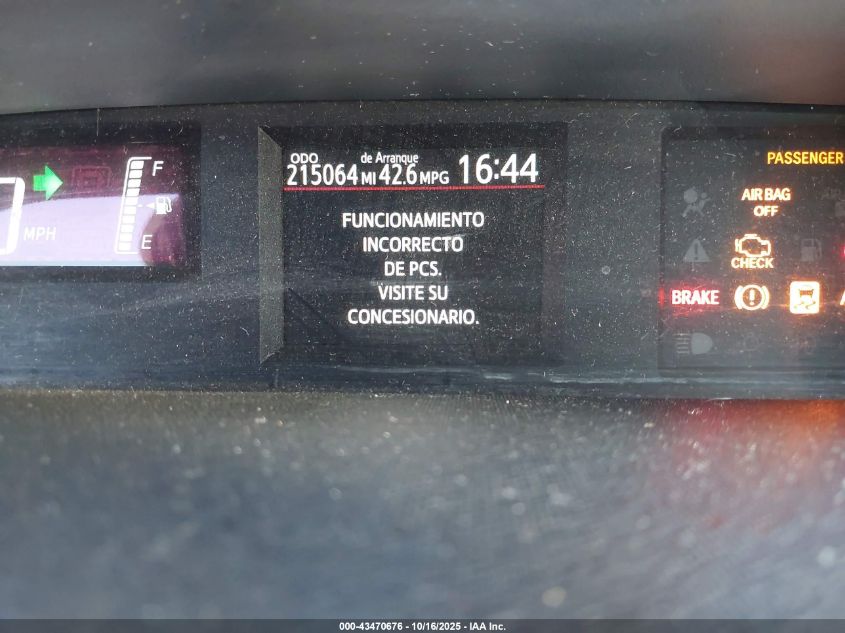 MPH
F
E
ODO de Arranque
215064 MI 42.6 MPG 16:44
FUNCIONAMIENTO
INCORRECTO
DE PCS.
VISITE SU
CONCESIONARIO.
PASSENGER
AIR BAG
OFF
CHECK
BRAKE
000-43470676 - 10/16/2025 - IAA Inc.